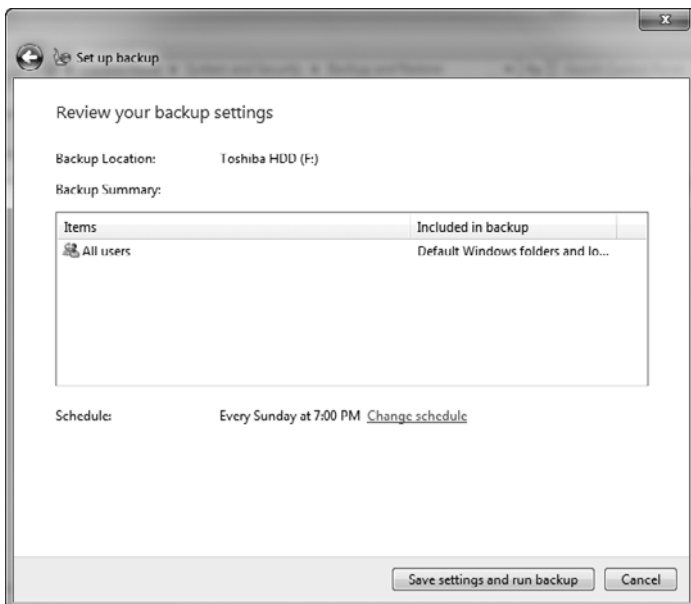 x
Set up backup
Review your backup settings
Backup Location: Toshiba HDD (F:)
Backup Summary:
Items Included in backup
All users Default Windows folders and lo...
Schedule: Every Sunday at 7:00 PM Change schedule
Save settings and run backup Cancel